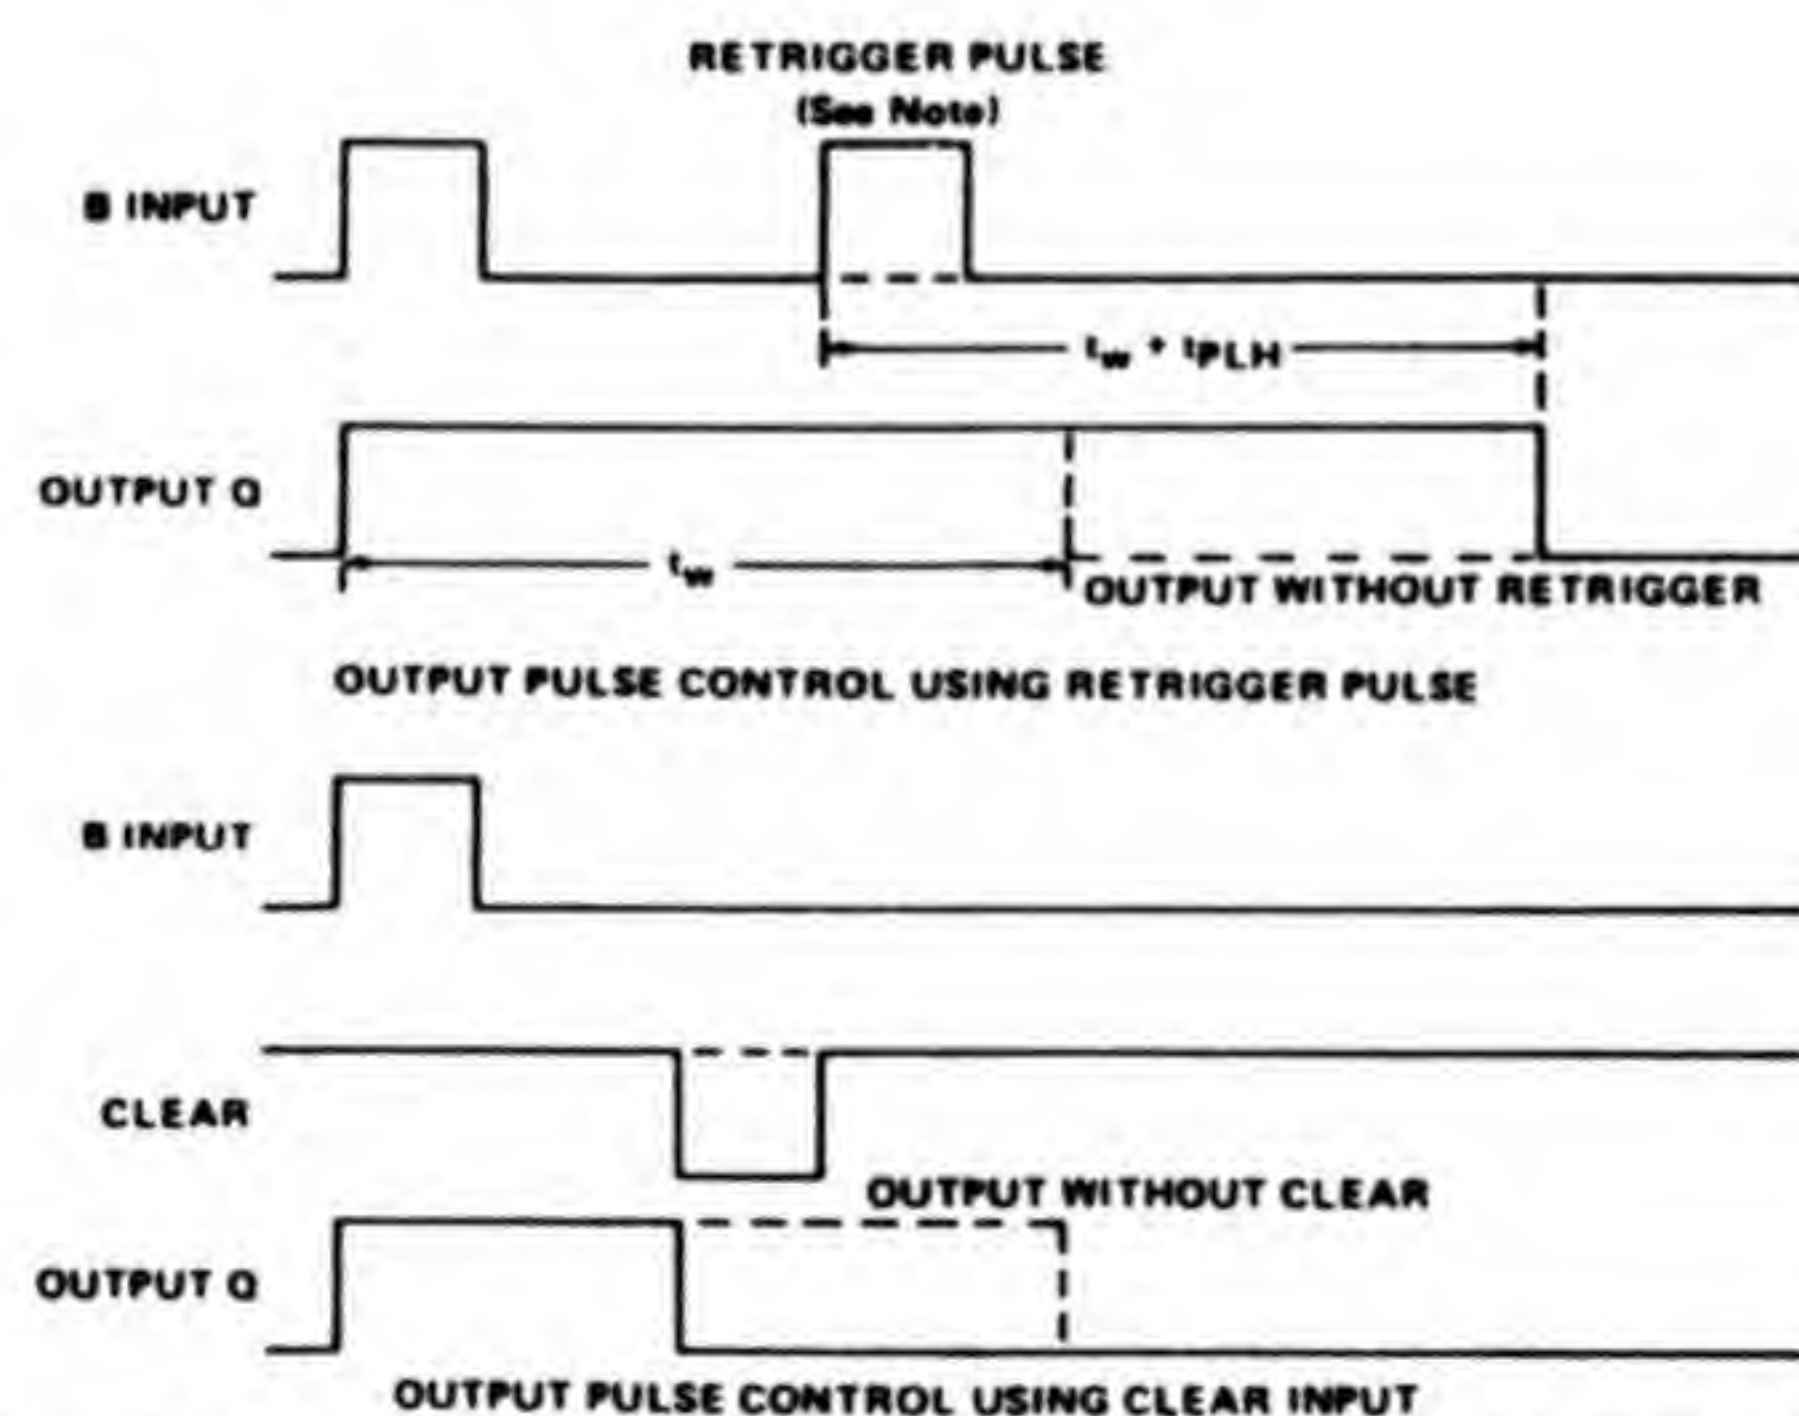 RETRIGGER PULSE
(See Note)
B INPUT
tw + tPLH
OUTPUT Q
tw
OUTPUT WITHOUT RETRIGGER
OUTPUT PULSE CONTROL USING RETRIGGER PULSE
B INPUT
CLEAR
OUTPUT WITHOUT CLEAR
OUTPUT Q
OUTPUT PULSE CONTROL USING CLEAR INPUT